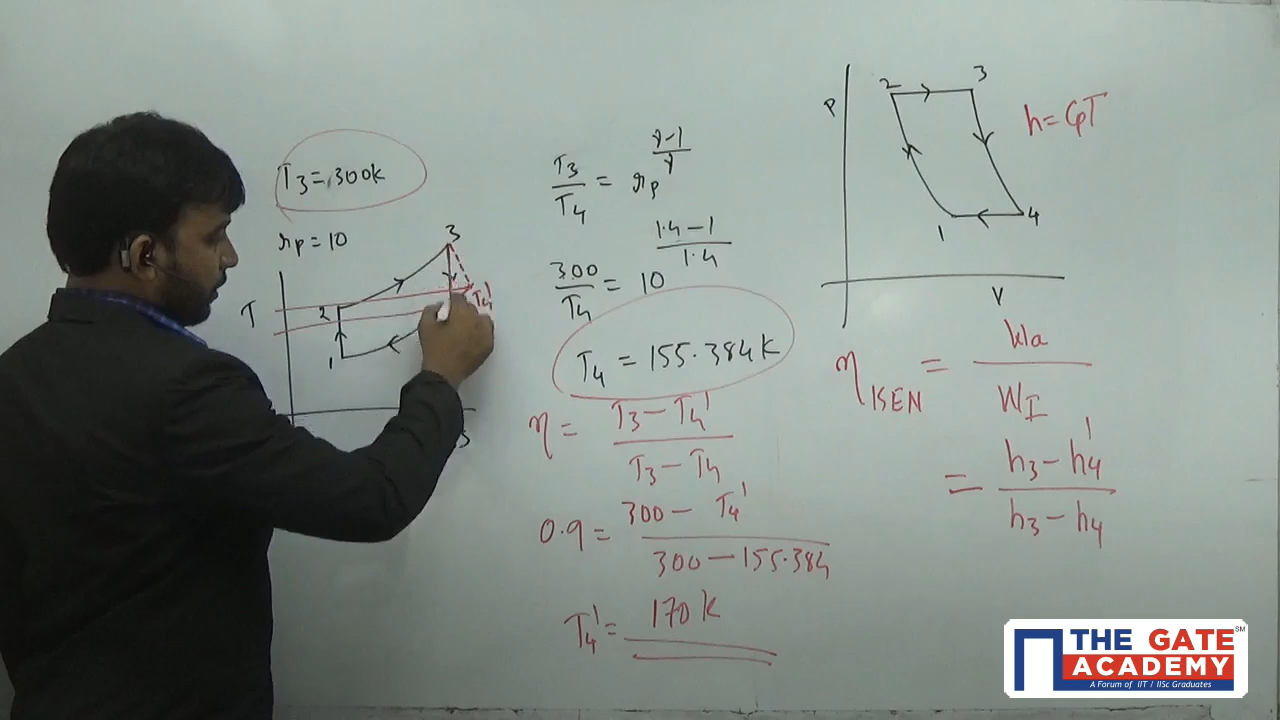 T3 = 300k
rp = 10
T
3
2
1
T4'
S
T3/T4 = rp^(γ-1)/γ
300/T4 = 10^(1.4-1)/1.4
T4 = 155.384 K
η = (T3 - T4')/(T3 - T4)
0.9 = (300 - T4')/(300 - 155.384)
T4' = 170 k
P
2
3
h = CpT
1
4
V
ηISEN = Wa/WI
= (h3 - h4')/(h3 - h4)
THE GATE SM
ACADEMY
A Forum of IIT / IISc Graduates